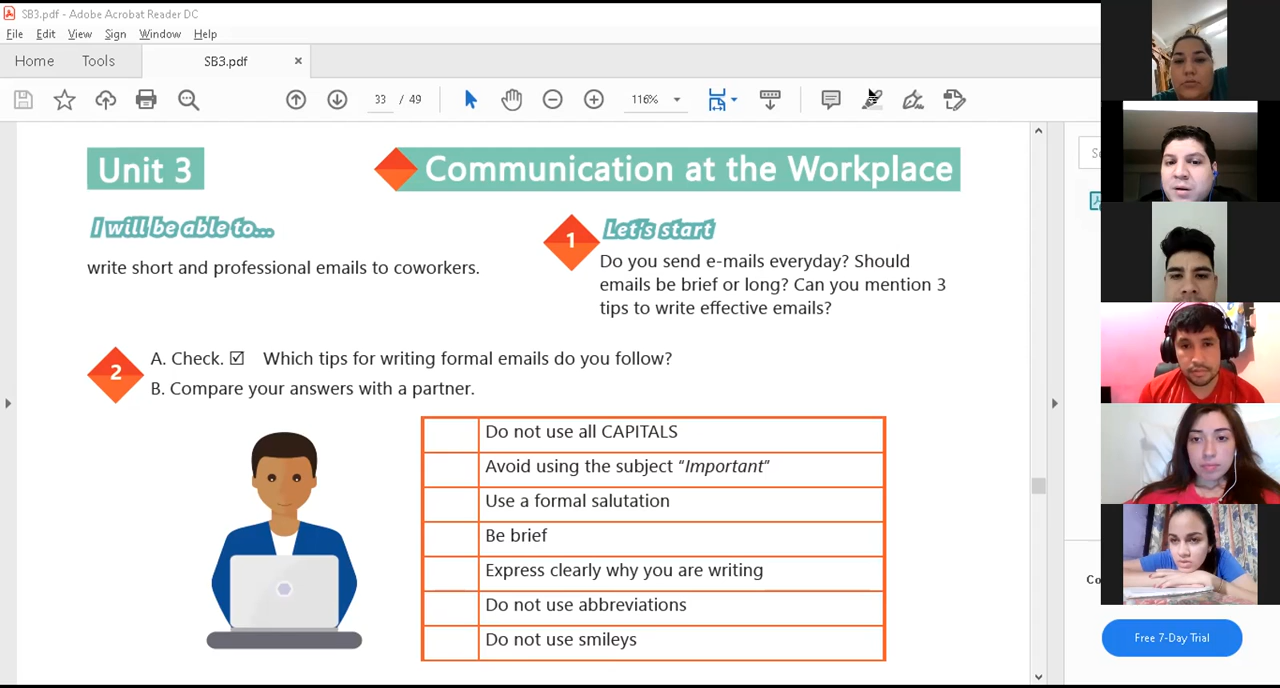 SB3.pdf - Adobe Acrobat Reader DC
File Edit View Sign Window Help
Home Tools SB3.pdf ×
33 / 49 116%
Unit 3
Communication at the Workplace
I will be able to...
write short and professional emails to coworkers.
1 Let's start
Do you send e-mails everyday? Should
emails be brief or long? Can you mention 3
tips to write effective emails?
2
A. Check. ☑ Which tips for writing formal emails do you follow?
B. Compare your answers with a partner.
Do not use all CAPITALS
Avoid using the subject “Important”
Use a formal salutation
Be brief
Express clearly why you are writing
Do not use abbreviations
Do not use smileys
Free 7-Day Trial